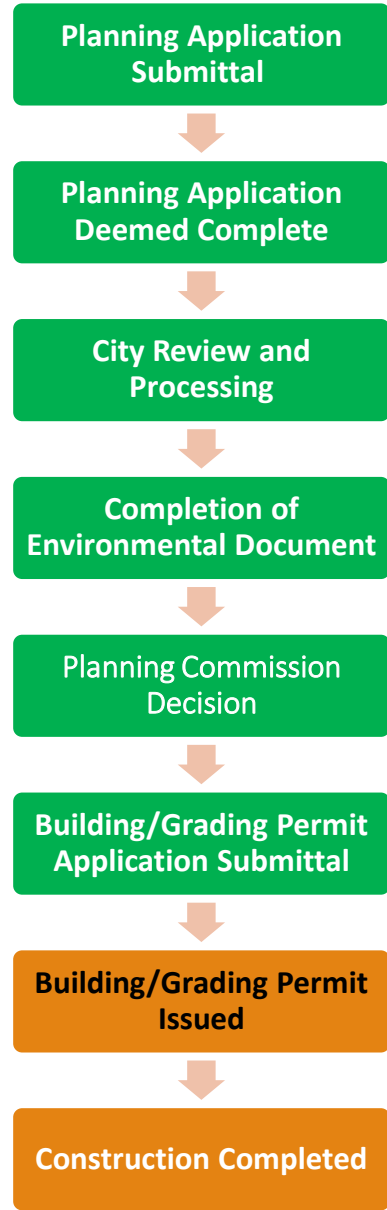 Planning Application
Submittal
Planning Application
Deemed Complete
City Review and
Processing
Completion of
Environmental Document
Planning Commission
Decision
Building/Grading Permit
Application Submittal
Building/Grading Permit
Issued
Construction Completed